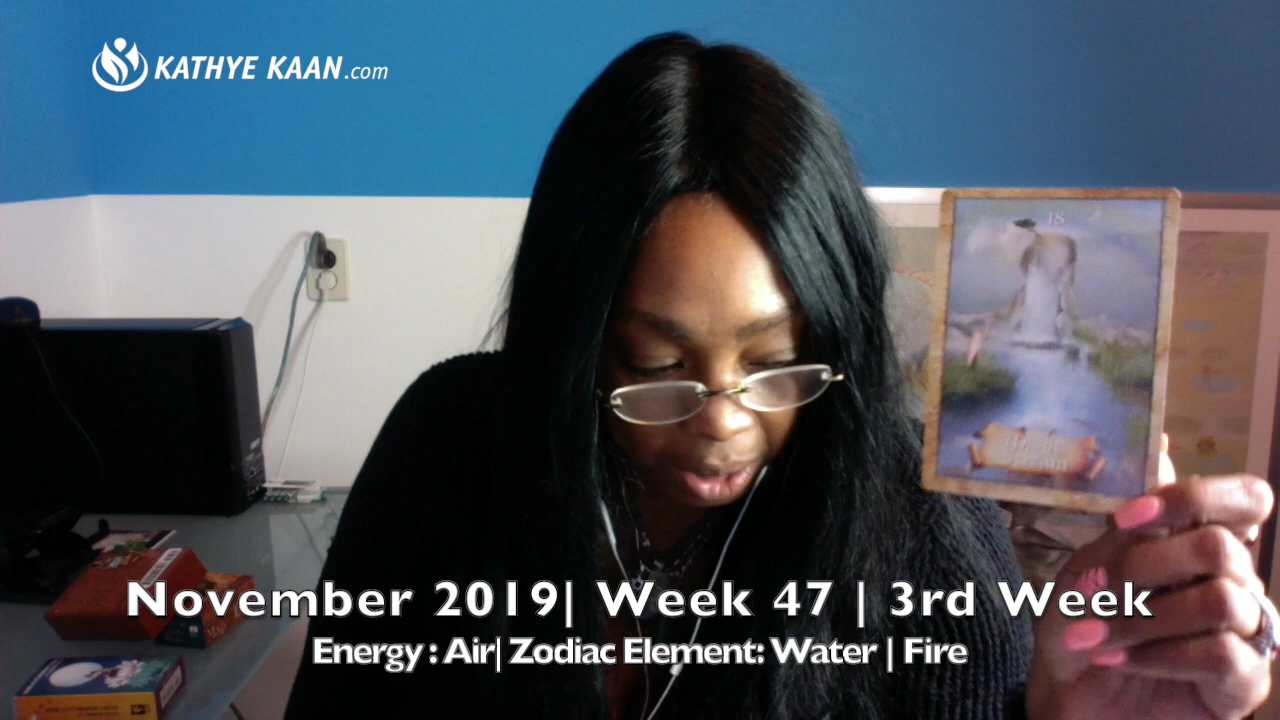 KATHYE KAAN.com
18
November 2019| Week 47 | 3rd Week
Energy : Air| Zodiac Element: Water | Fire